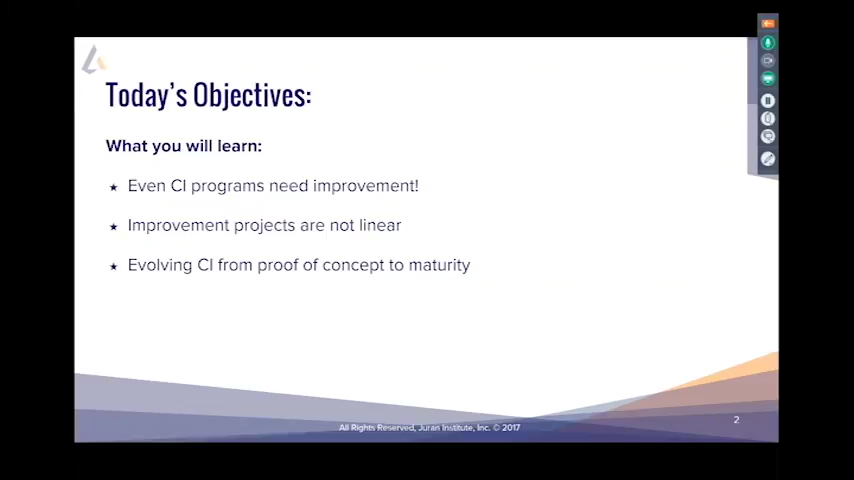 Today's Objectives:
What you will learn:
★ Even CI programs need improvement!
★ Improvement projects are not linear
★ Evolving CI from proof of concept to maturity
All Rights Reserved, Juran Institute, Inc. © 2017
2